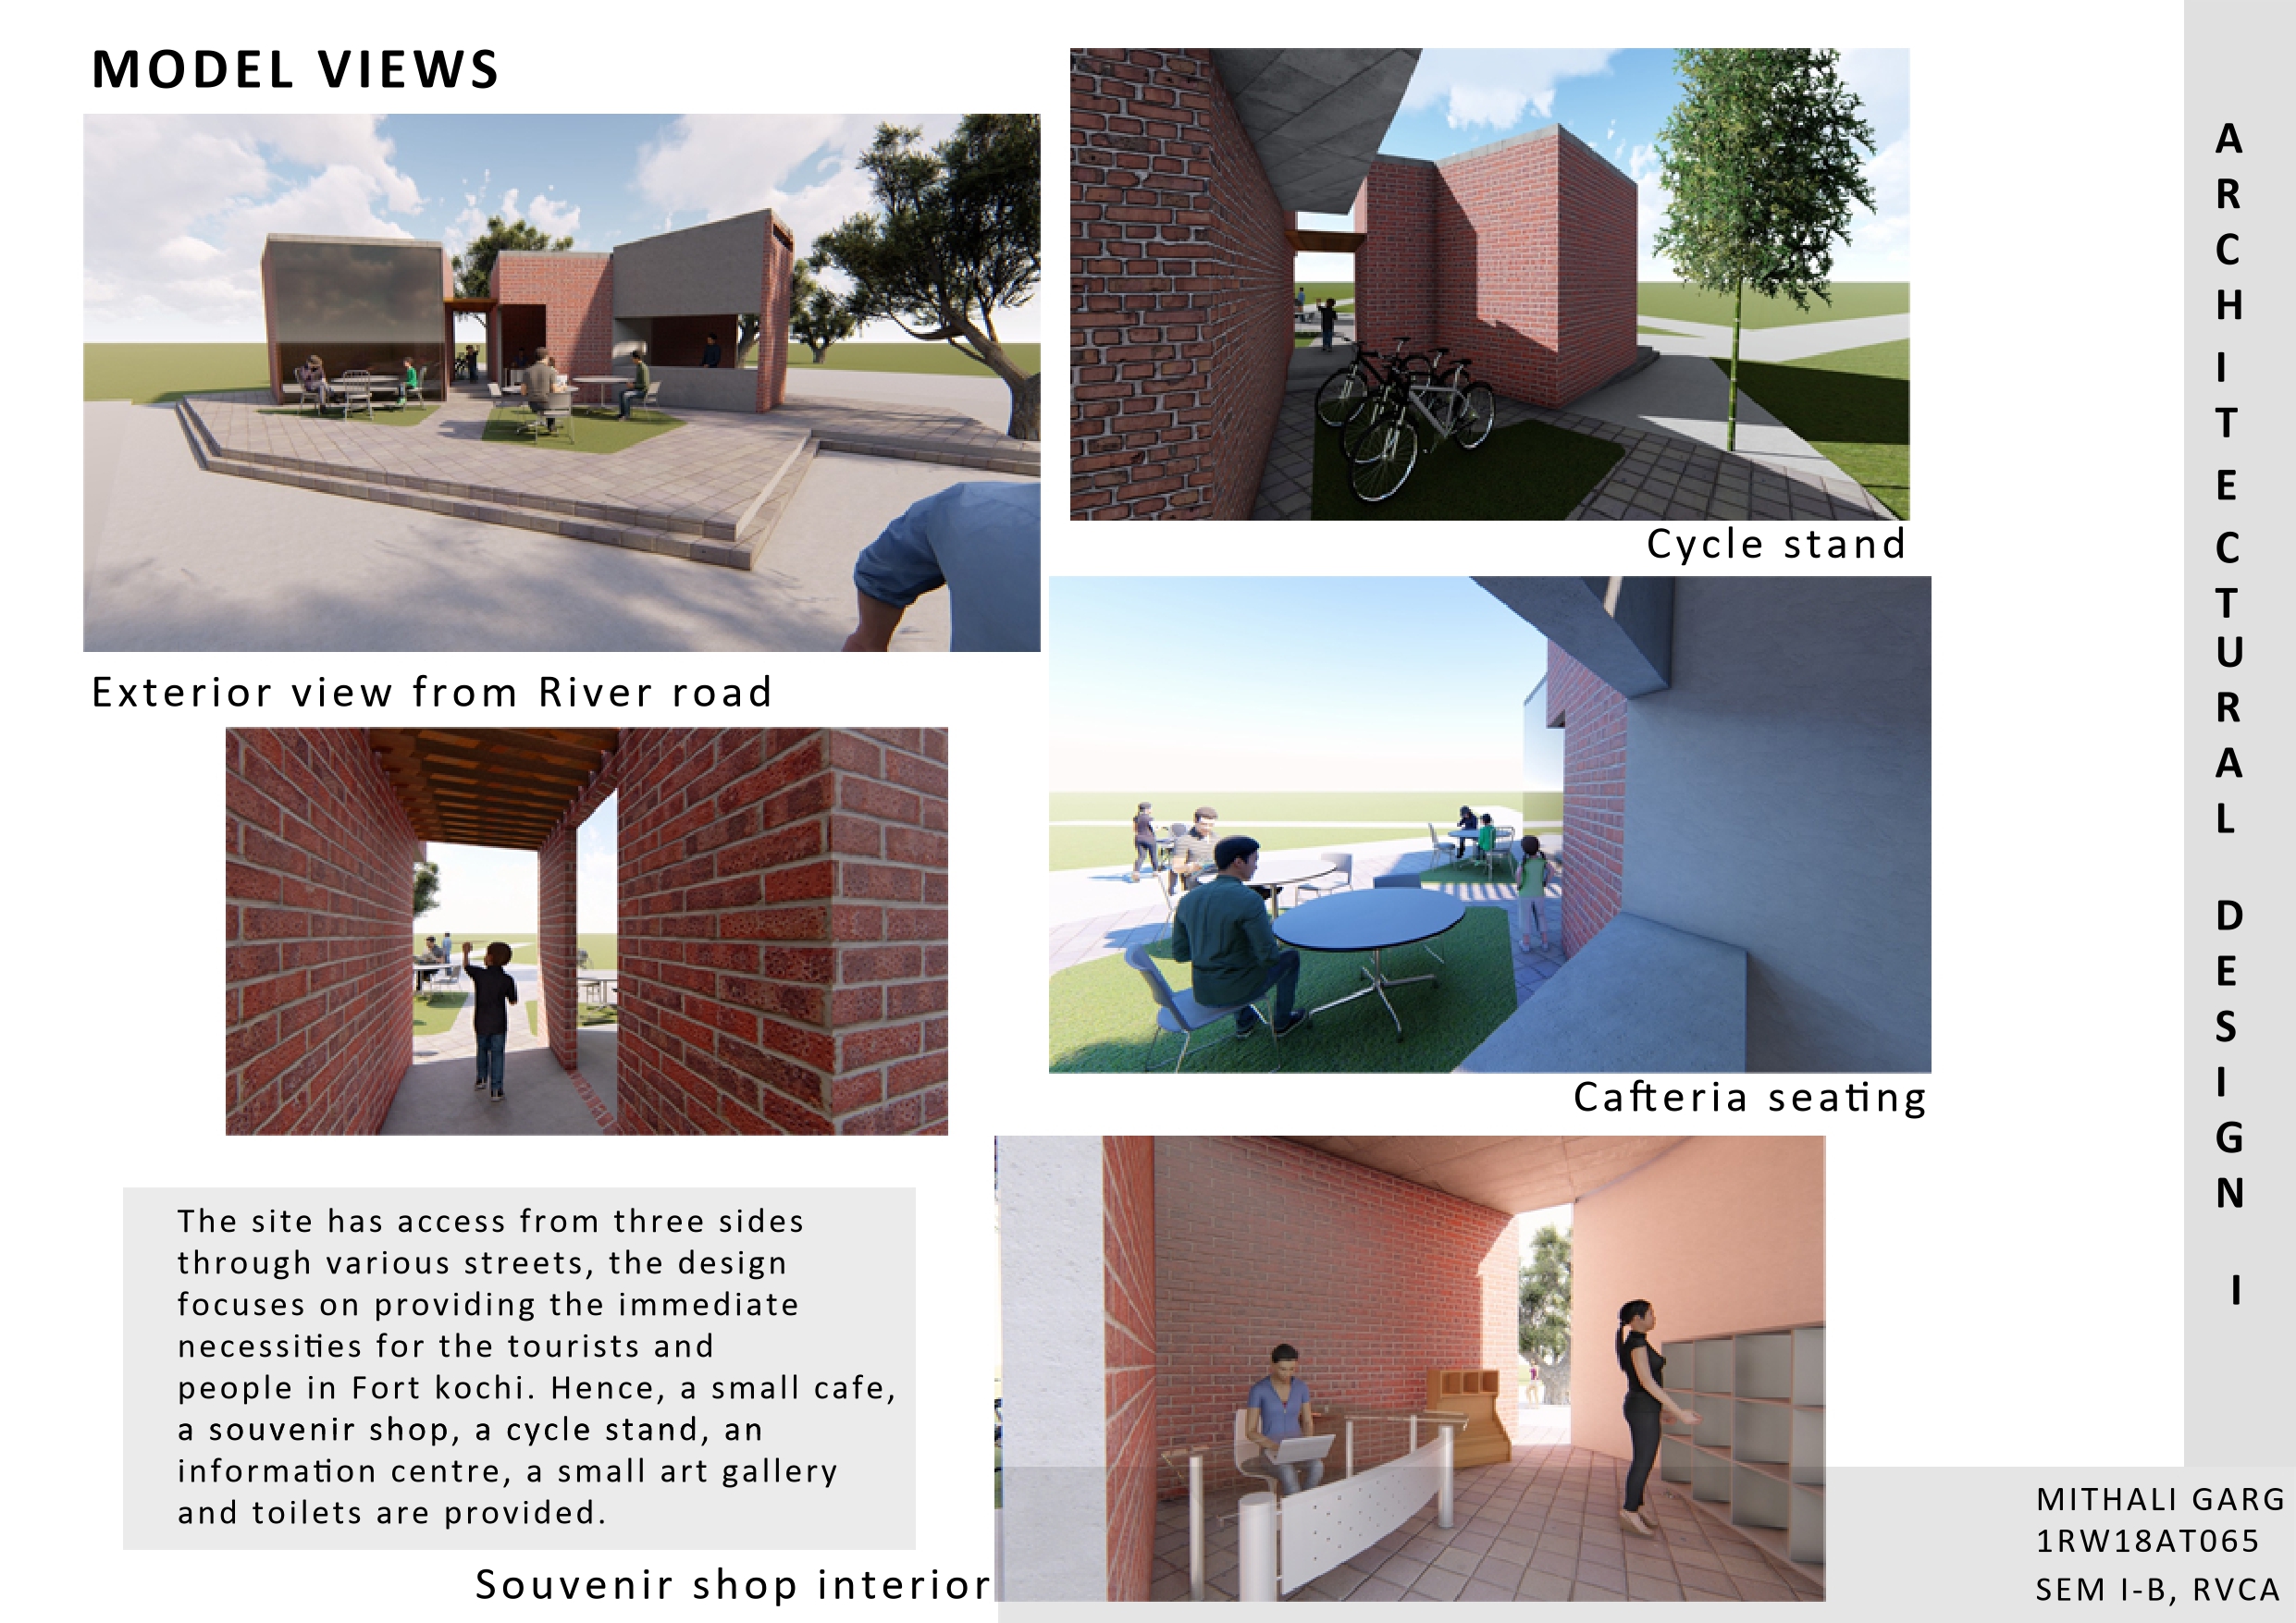 MODEL VIEWS
Exterior view from River road
Cycle stand
Cafteria seating
The site has access from three sides
through various streets, the design
focuses on providing the immediate
necessities for the tourists and
people in Fort kochi. Hence, a small cafe,
a souvenir shop, a cycle stand, an
information centre, a small art gallery
and toilets are provided.
Souvenir shop interior
ARCHITECTURAL DESIGN I
MITHALI GARG
1RW18AT065
SEM I-B, RVCA